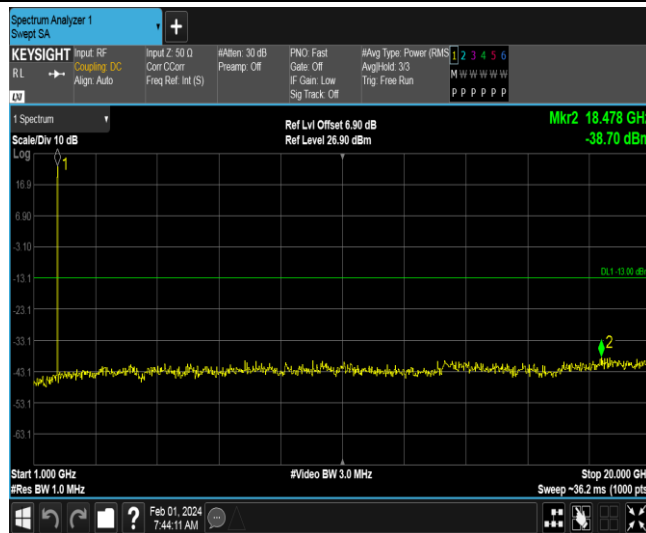 Spectrum Analyzer 1
Swept SA
+
KEYSIGHT Input: RF Input Z: 50 Ω #Atten: 30 dB PNO: Fast #Avg Type: Power (RMS 1 2 3 4 5 6
RL Coupling: DC Corr CCorr Preamp: Off Gate: Off Avg|Hold: 3/3 M W W W W W
Align: Auto Freq Ref: Int (S) IF Gain: Low Trig: Free Run
Sig Track: Off P P P P P P
1 Spectrum Ref Lvl Offset 6.90 dB Mkr2 18.478 GHz
Scale/Div 10 dB Ref Level 26.90 dBm -38.70 dBm
Log
1
16.9
6.90
-3.10
DL1 -13.00 dBm
-13.1
-23.1
-33.1
2
-43.1
-53.1
-63.1
Start 1.000 GHz #Video BW 3.0 MHz Stop 20.000 GH
#Res BW 1.0 MHz Sweep ~36.2 ms (1000 pts
? Feb 01, 2024
7:44:11 AM